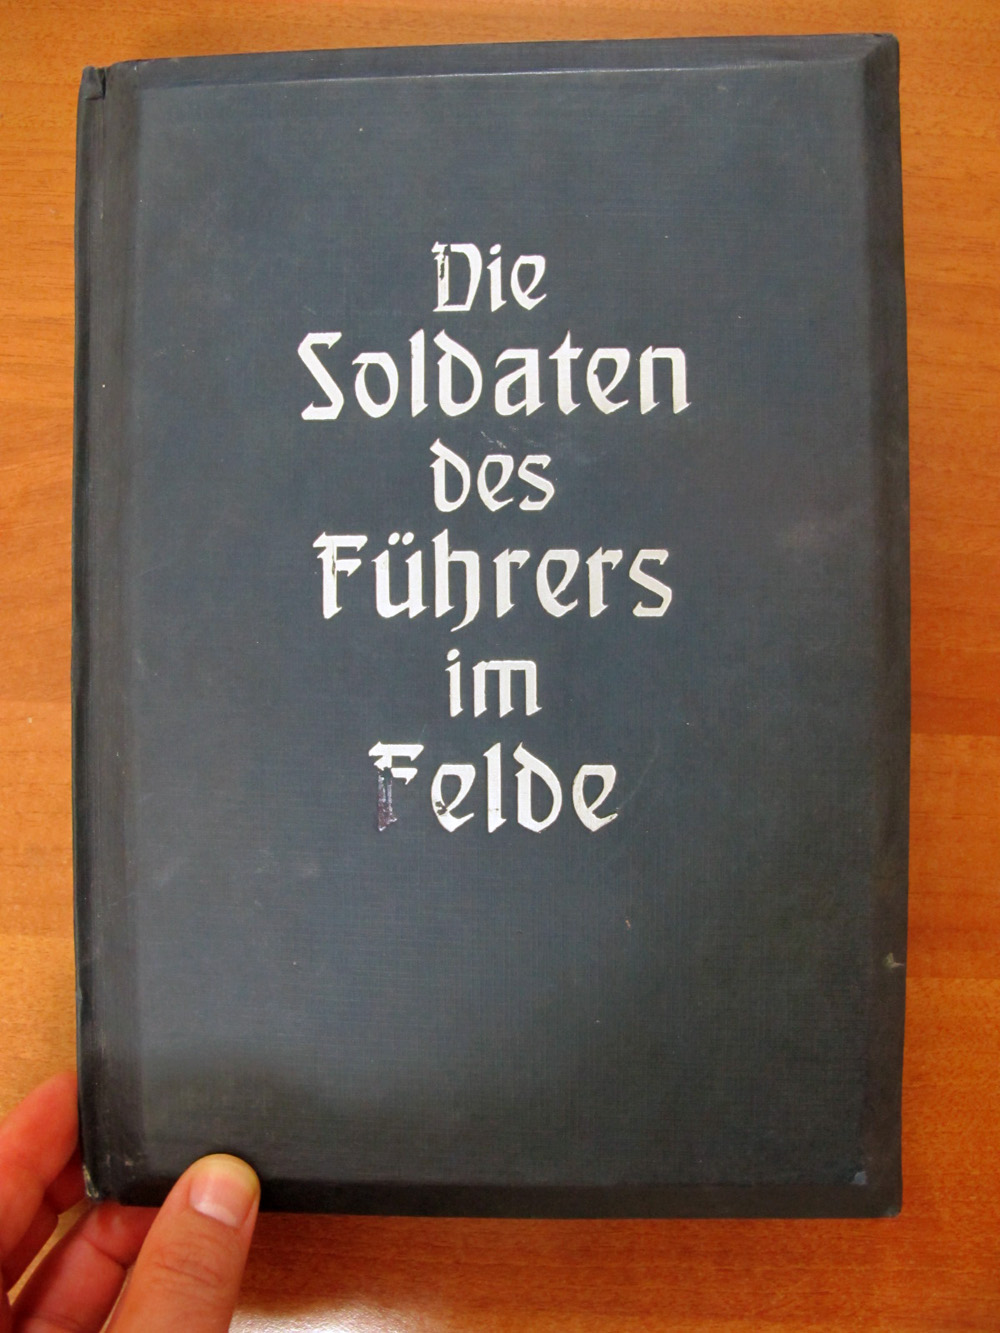 Die
Soldaten
des
Führers
im
Felde